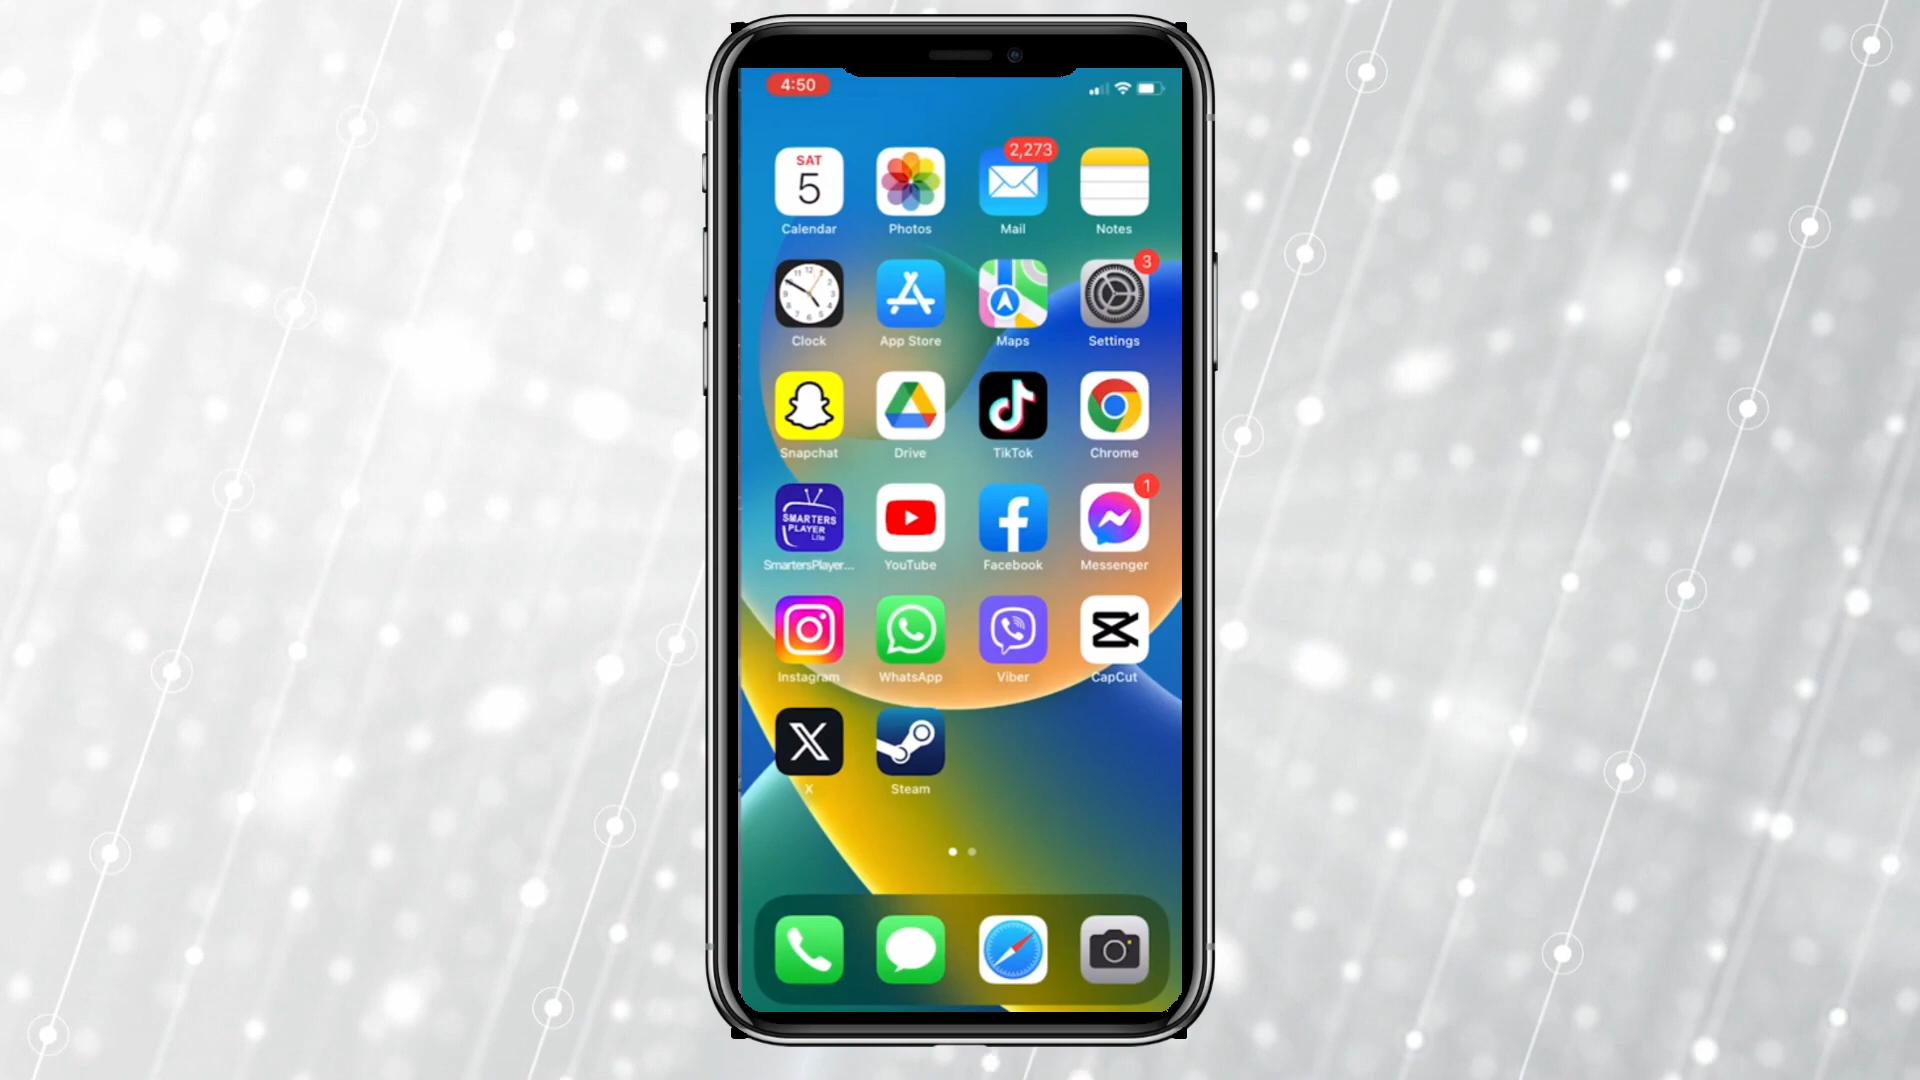 4:50
2,273
SAT
5
Calendar
Photos
Mail
Notes
3
Clock
App Store
Maps
Settings
Snapchat
Drive
TikTok
Chrome
1
SMARTERS
PLAYER
Lite
SmartersPlayer...
YouTube
Facebook
Messenger
Instagram
WhatsApp
Viber
CapCut
X
Steam